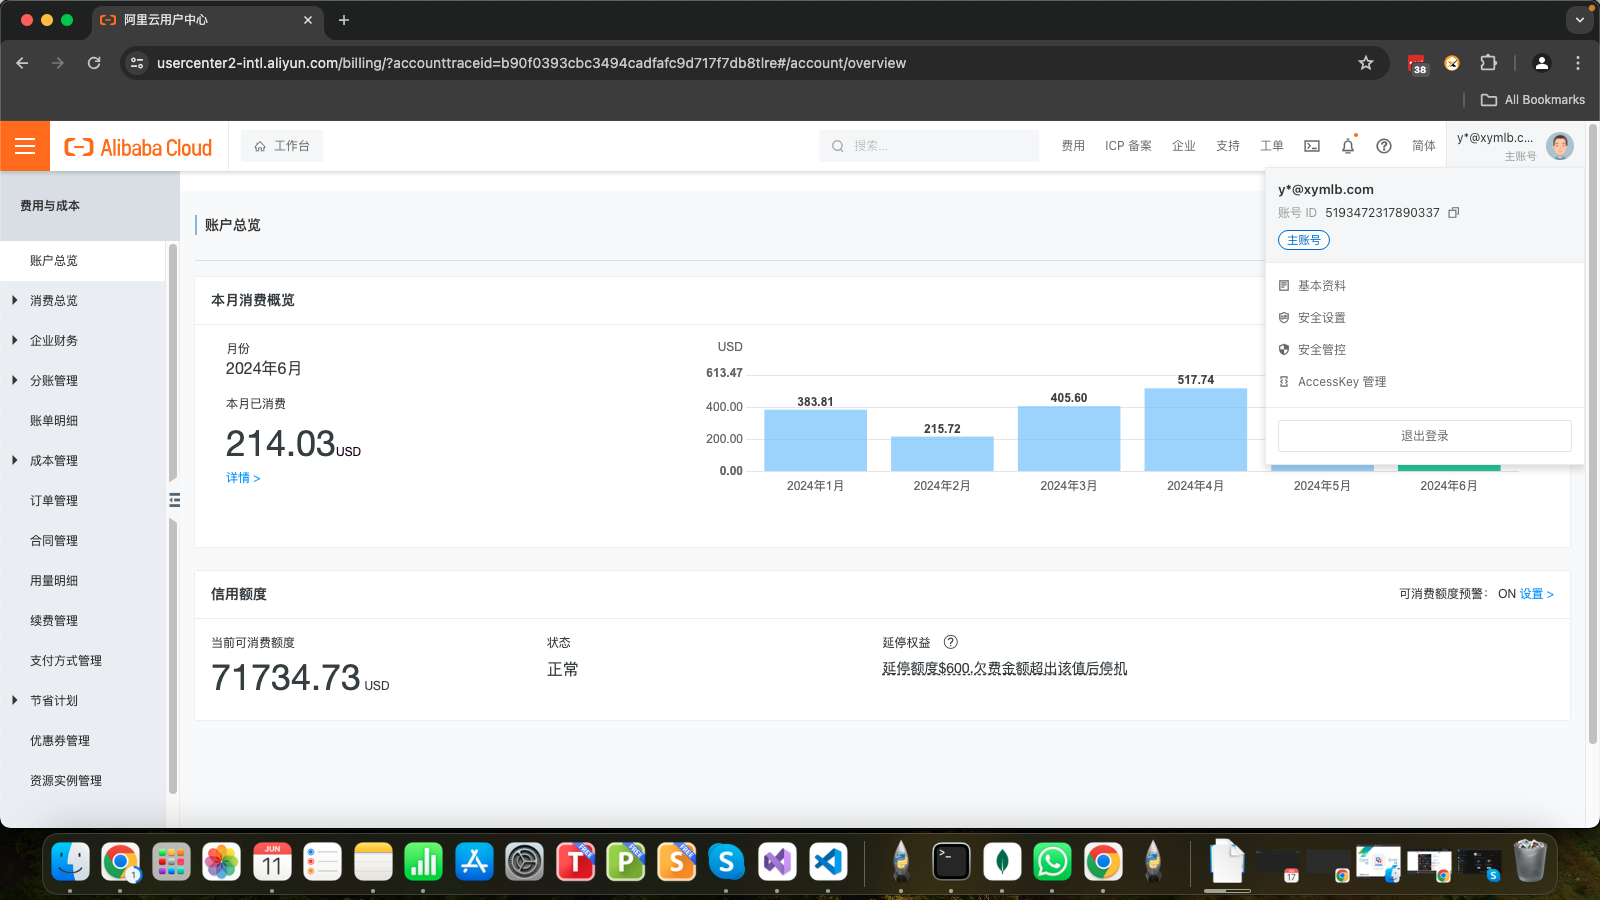 阿里云用户中心
usercenter2-intl.aliyun.com/billing/?accounttraceid=b90f0393cbc3494cadfafc9d717f7db8tlre#/account/overview
38
All Bookmarks
Alibaba Cloud
工作台
搜索...
费用
ICP 备案
企业
支持
工单
简体
y*@xymlb.c...
主账号
y*@xymlb.com
账号 ID 5193472317890337
主账号
基本资料
安全设置
安全管控
AccessKey 管理
退出登录
费用与成本
账户总览
消费总览
企业财务
分账管理
账单明细
成本管理
订单管理
合同管理
用量明细
续费管理
支付方式管理
节省计划
优惠券管理
资源实例管理
账户总览
本月消费概览
月份
2024年6月
本月已消费
214.03USD
详情 >
USD
613.47
400.00
200.00
0.00
383.81
215.72
405.60
517.74
2024年1月
2024年2月
2024年3月
2024年4月
2024年5月
2024年6月
信用额度
可消费额度预警： ON 设置 >
当前可消费额度
71734.73 USD
状态
正常
延停权益
延停额度$600,欠费金额超出该值后停机
1
JUN
11
T
FREE
P
FREE
S
FREE
S
17